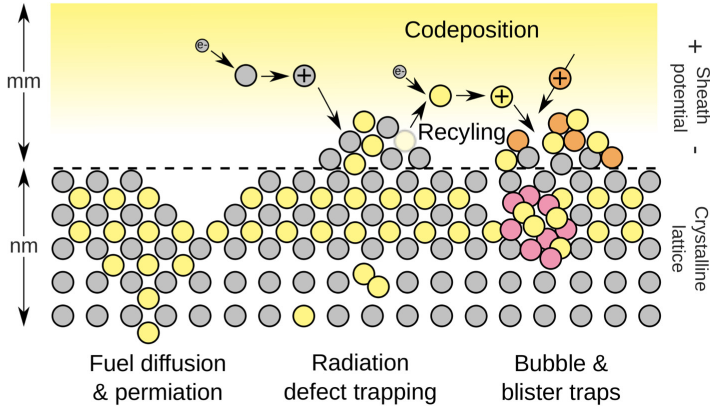 Codeposition
e-
+
e-
+
+
Recyling
mm
nm
+
Sheath
potential
-
Crystalline
lattice
Fuel diffusion
& permiation
Radiation
defect trapping
Bubble &
blister traps